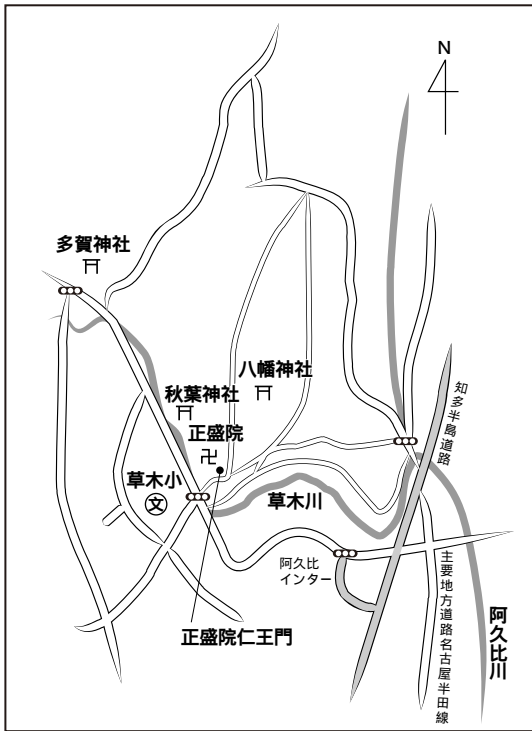 N
多賀神社
八幡神社
秋葉神社
正盛院
草木小
文
草木川
知多半島道路
阿久比
インター
正盛院仁王門
主要地方道路名古屋半田線
阿久比川